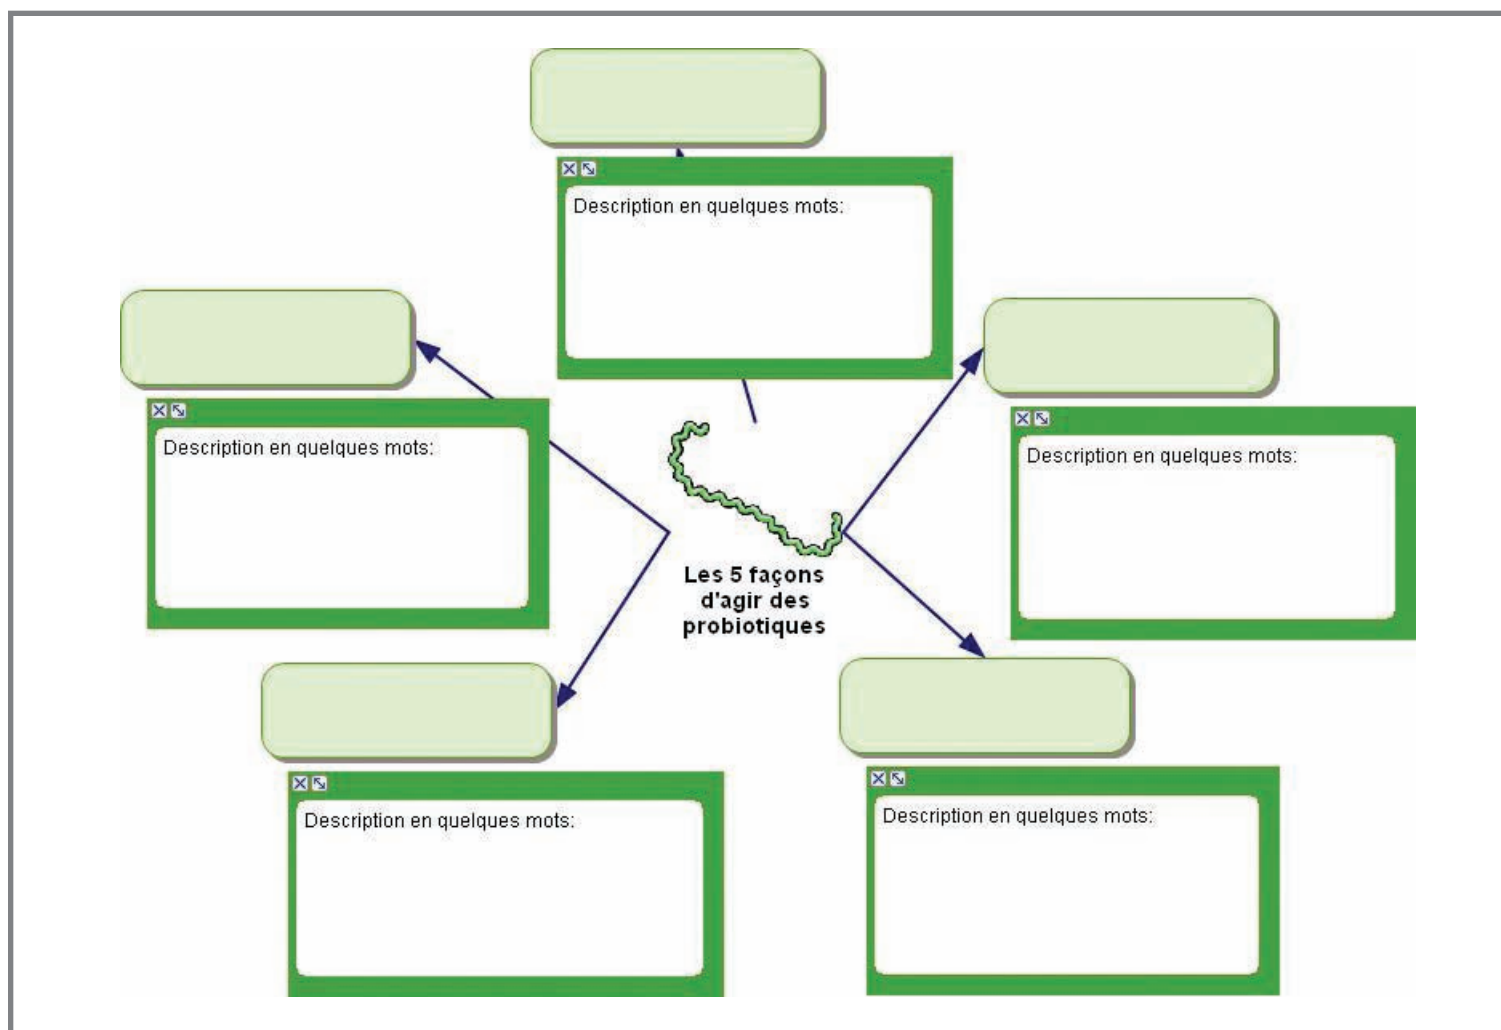 Description en quelques mots:
Description en quelques mots:
Description en quelques mots:
Les 5 façons
d'agir des
probiotiques
Description en quelques mots:
Description en quelques mots: